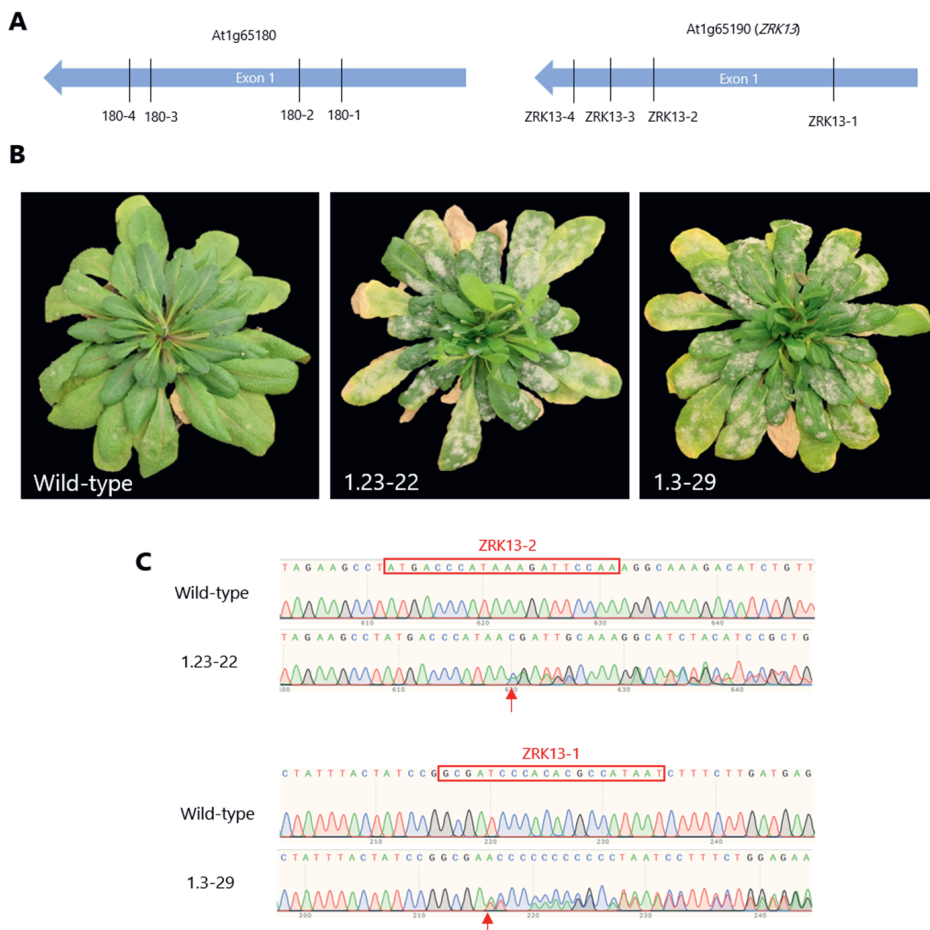 A
At1g65180
At1g65190 (ZRK13)
Exon 1
Exon 1
180-4 180-3 180-2 180-1
ZRK13-4 ZRK13-3 ZRK13-2 ZRK13-1
B
Wild-type
1.23-22
1.3-29
C
ZRK13-2
TAGAAGCCTATGACCCATAAAGATTCCAAAGGCAAAGACATCTGTT
Wild-type
610 620 630 640
TAGAAGCCTATGACCCATAACGATTGCAAAGGCATCTACATCCGCTG
1.23-22
610 620 630 640
ZRK13-1
CTATTTACTATCCGGCGATCCCACACGCCATAATCTTTCTTGATGAG
Wild-type
210 220 230 240
CTATTTACTATCCGGCGAACCCCCCCCCCCTAATCCTTTCTGGAGAA
1.3-29
200 210 220 230 240